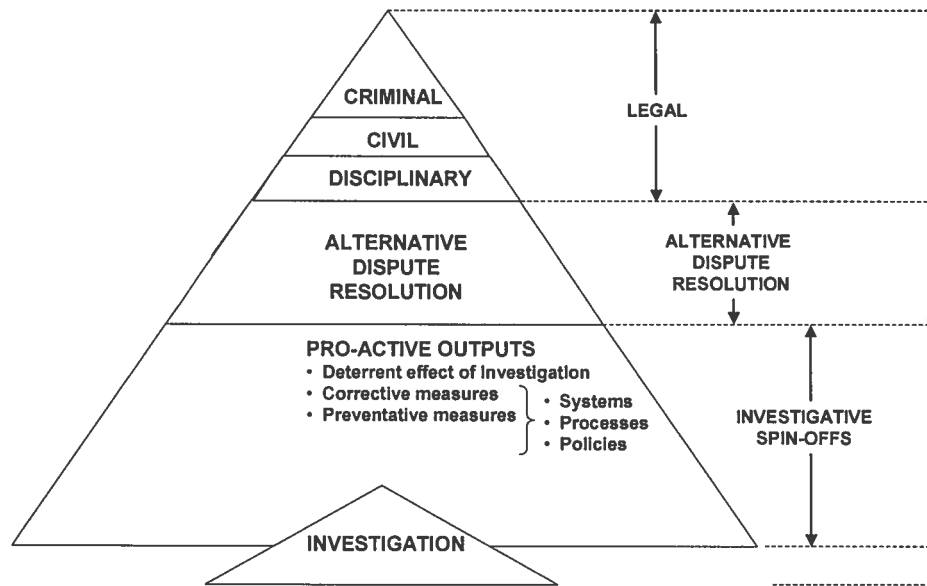 CRIMINAL
CIVIL
DISCIPLINARY
ALTERNATIVE
DISPUTE
RESOLUTION
PRO-ACTIVE OUTPUTS
• Deterrent effect of Investigation
• Corrective measures
• Preventative measures
• Systems
• Processes
• Policies
INVESTIGATION
LEGAL
ALTERNATIVE
DISPUTE
RESOLUTION
INVESTIGATIVE
SPIN-OFFS